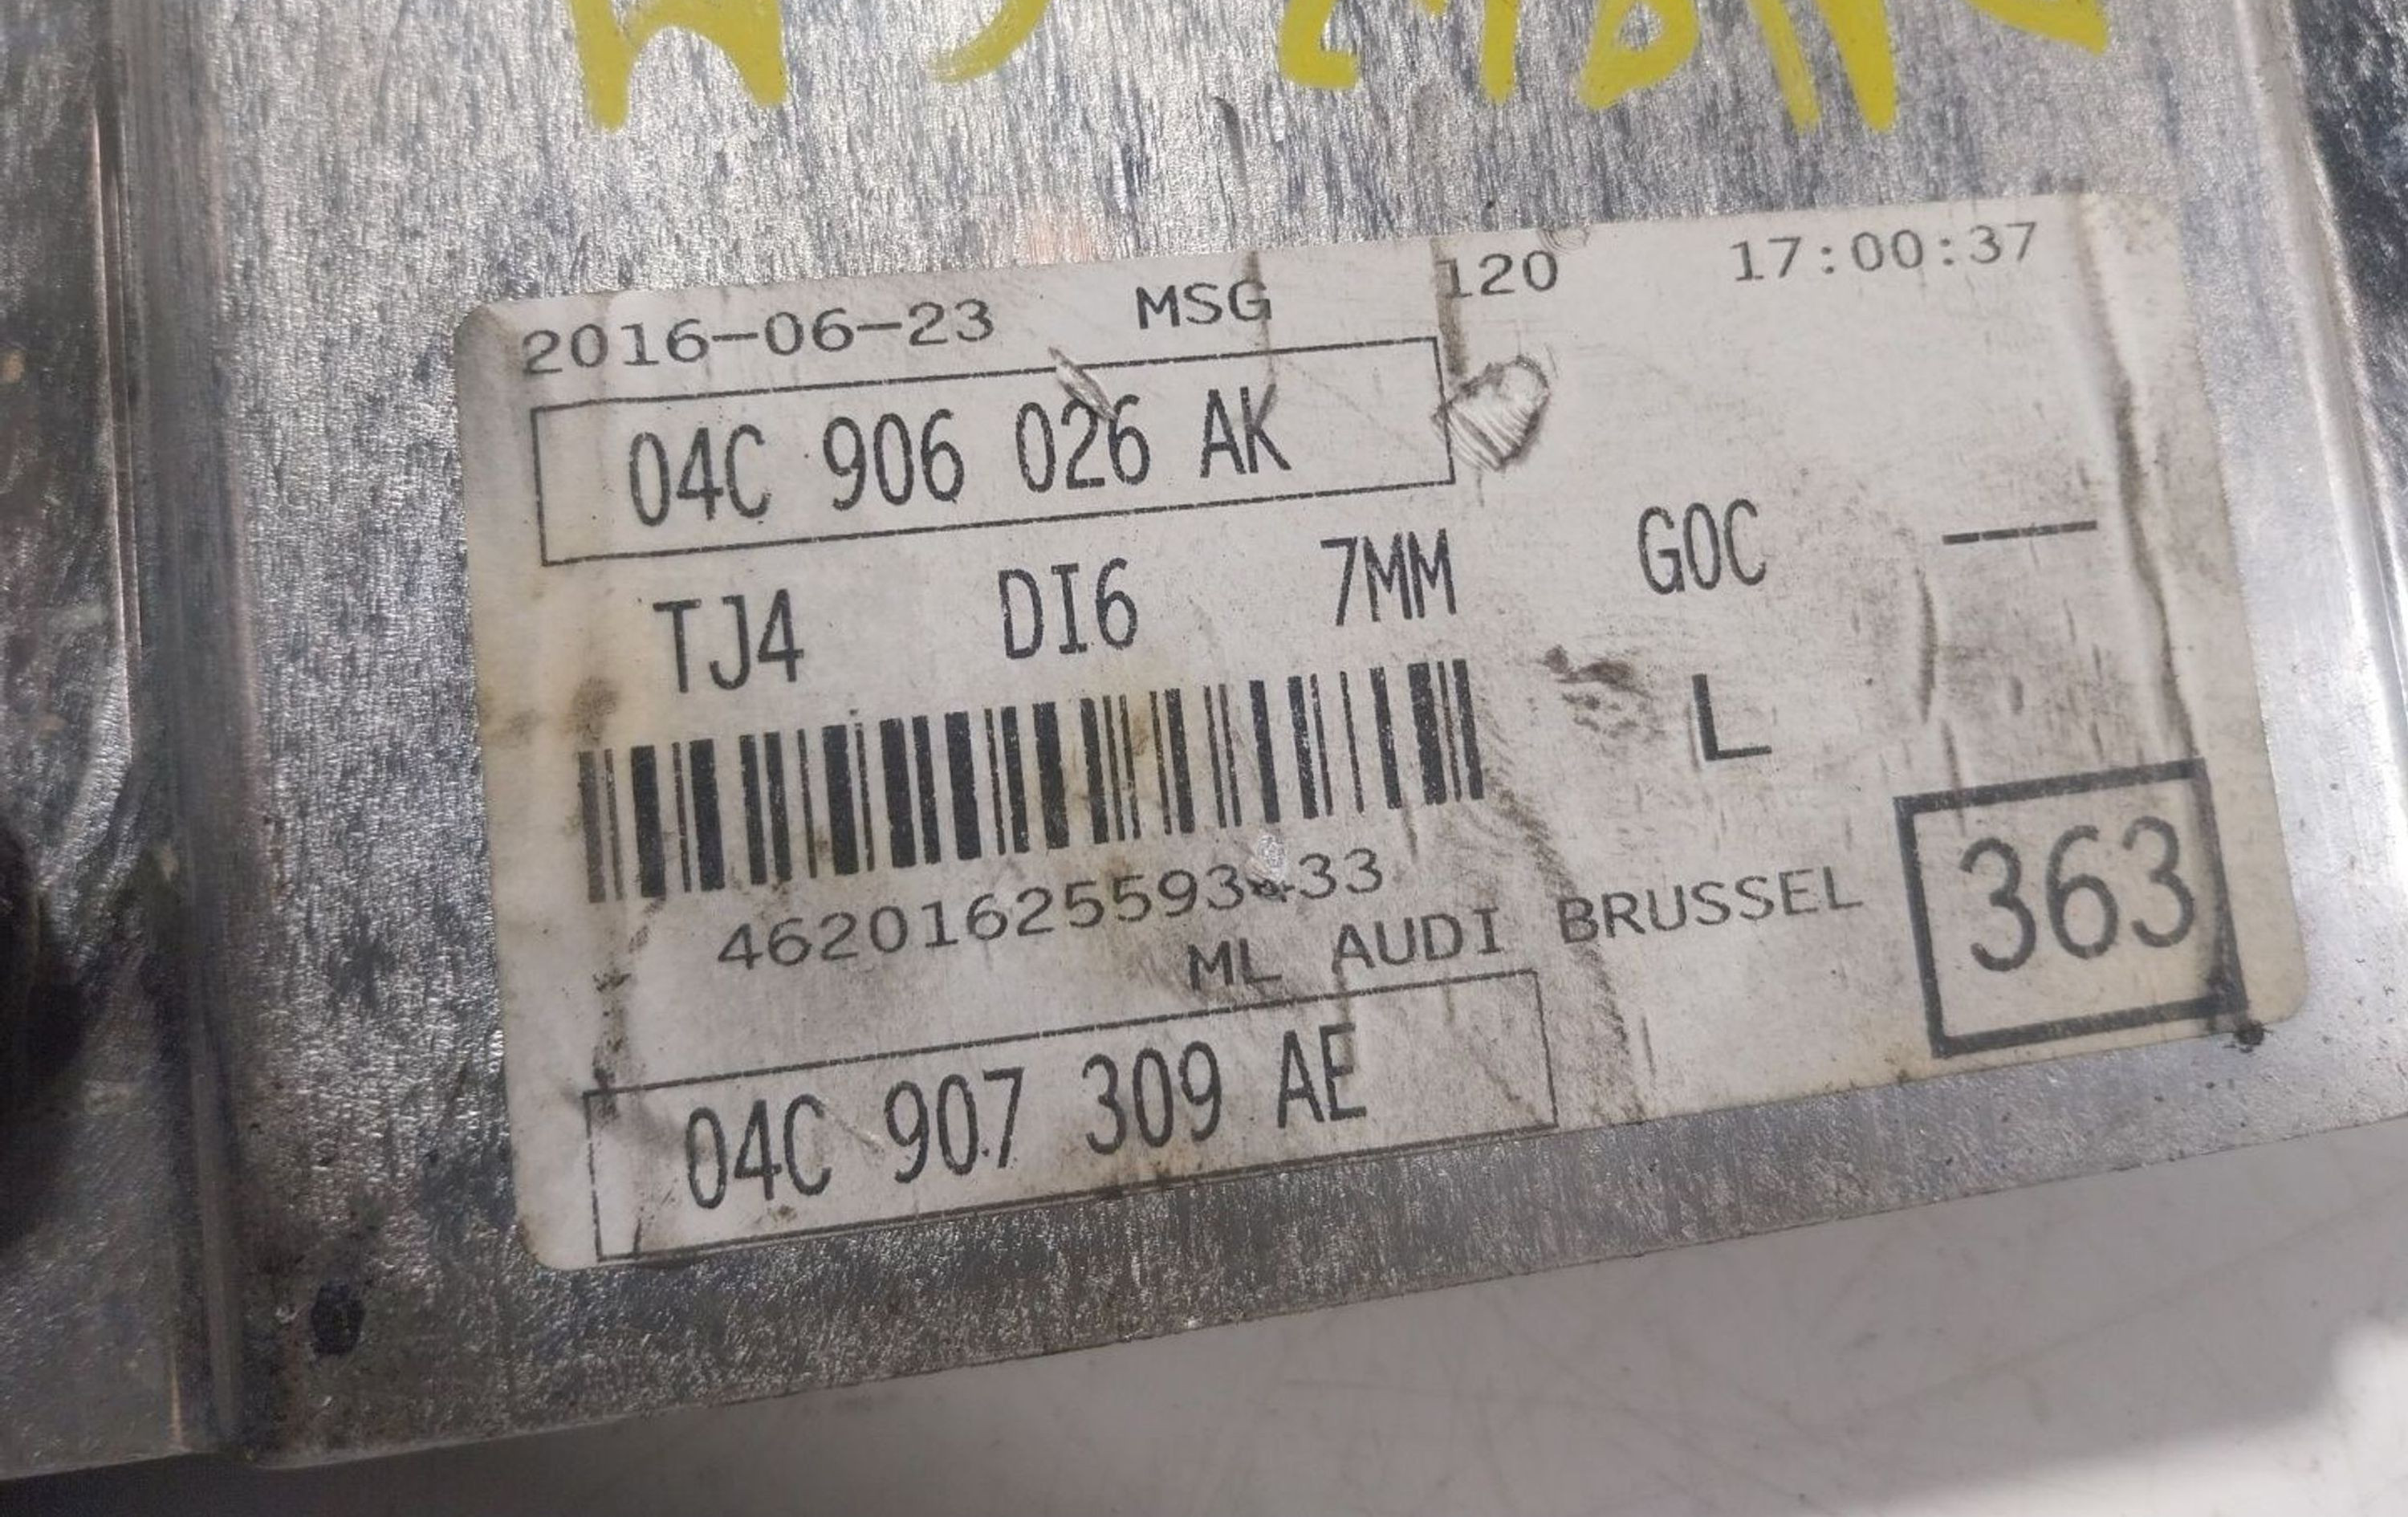 2016-06-23 MSG 120 17:00:37
04C 906 026 AK
TJ4 DI6 7MM G0C ——
L
ML AUDI BRUSSEL
363
04C 907 309 AE